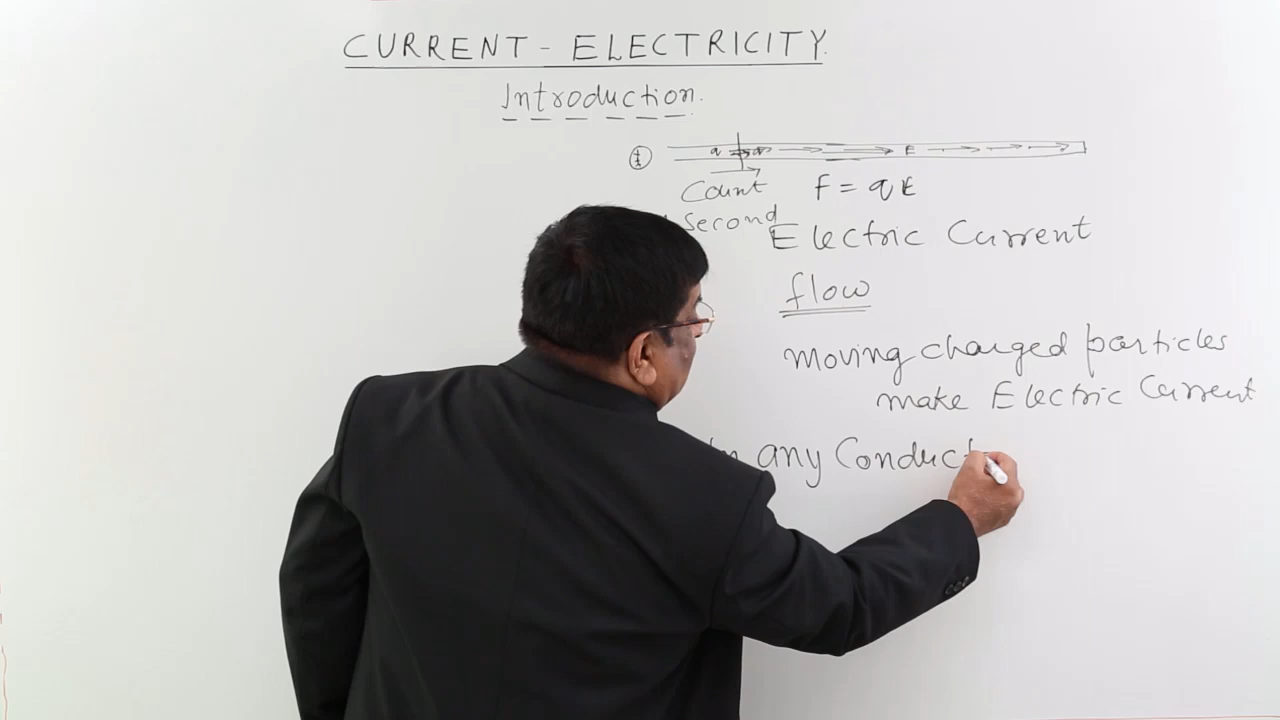 CURRENT - ELECTRICITY.
Introduction.
q q E
Count F = qE
Second
Electric Current
flow
moving charged particles
make Electric Current
any Conduct